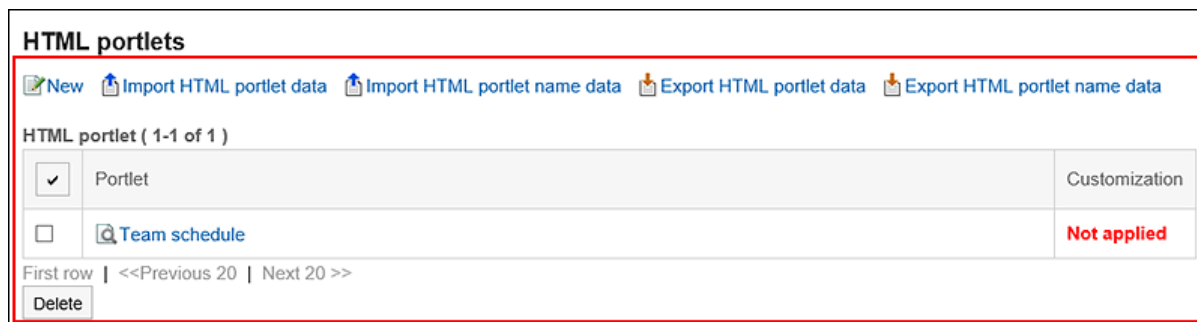 HTML portlets
New Import HTML portlet data Import HTML portlet name data Export HTML portlet data Export HTML portlet name data
HTML portlet ( 1-1 of 1 )
Portlet Customization
Team schedule Not applied
First row | <<Previous 20 | Next 20 >>
Delete